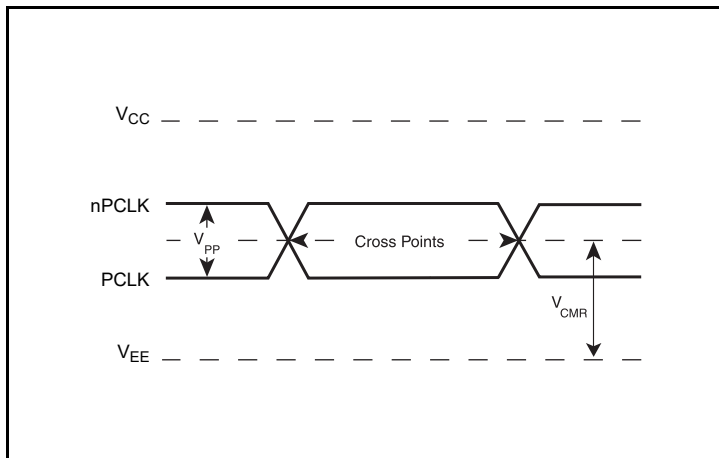 VCC
nPCLK
VPP
Cross Points
PCLK
VCMR
VEE